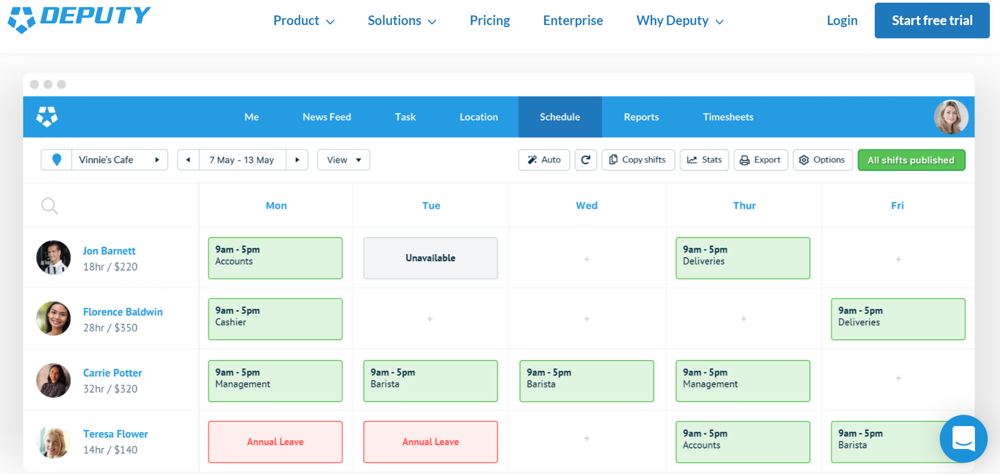 DEPUTY
Product
Solutions
Pricing
Enterprise
Why Deputy
Login
Start free trial
Me
News Feed
Task
Location
Schedule
Reports
Timesheets
Vinnie's Cafe
7 May - 13 May
View
Auto
Copy shifts
Stats
Export
Options
All shifts published
Mon
Tue
Wed
Thur
Fri
Jon Barnett
18hr / $220
9am - 5pm
Accounts
Unavailable
+
9am - 5pm
Deliveries
+
Florence Baldwin
28hr / $350
9am - 5pm
Cashier
+
+
+
9am - 5pm
Deliveries
Carrie Potter
32hr / $320
9am - 5pm
Management
9am - 5pm
Barista
9am - 5pm
Barista
9am - 5pm
Management
+
Teresa Flower
14hr / $140
Annual Leave
Annual Leave
+
9am - 5pm
Accounts
9am - 5pm
Barista